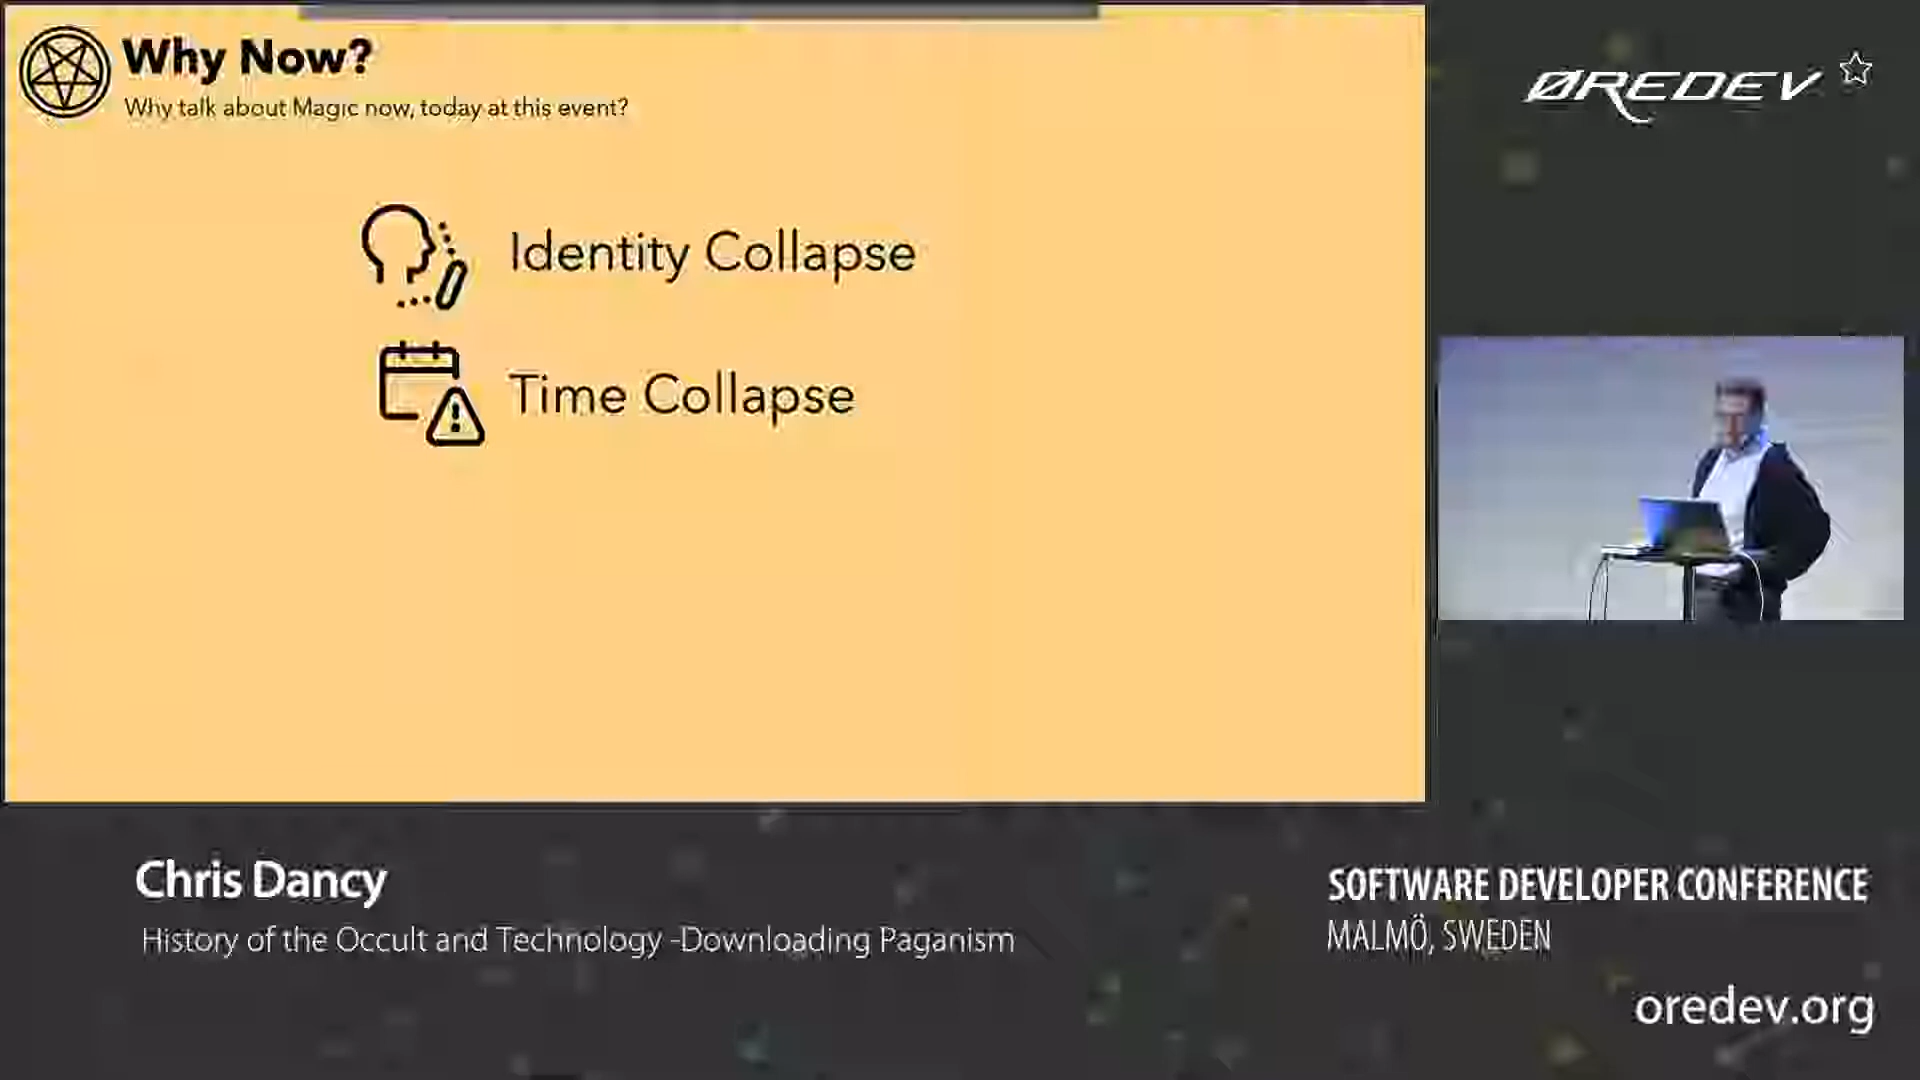 Why Now?
Why talk about Magic now, today at this event?
Identity Collapse
Time Collapse
ØREDEV
Chris Dancy
History of the Occult and Technology -Downloading Paganism
SOFTWARE DEVELOPER CONFERENCE
MALMÖ, SWEDEN
oredev.org